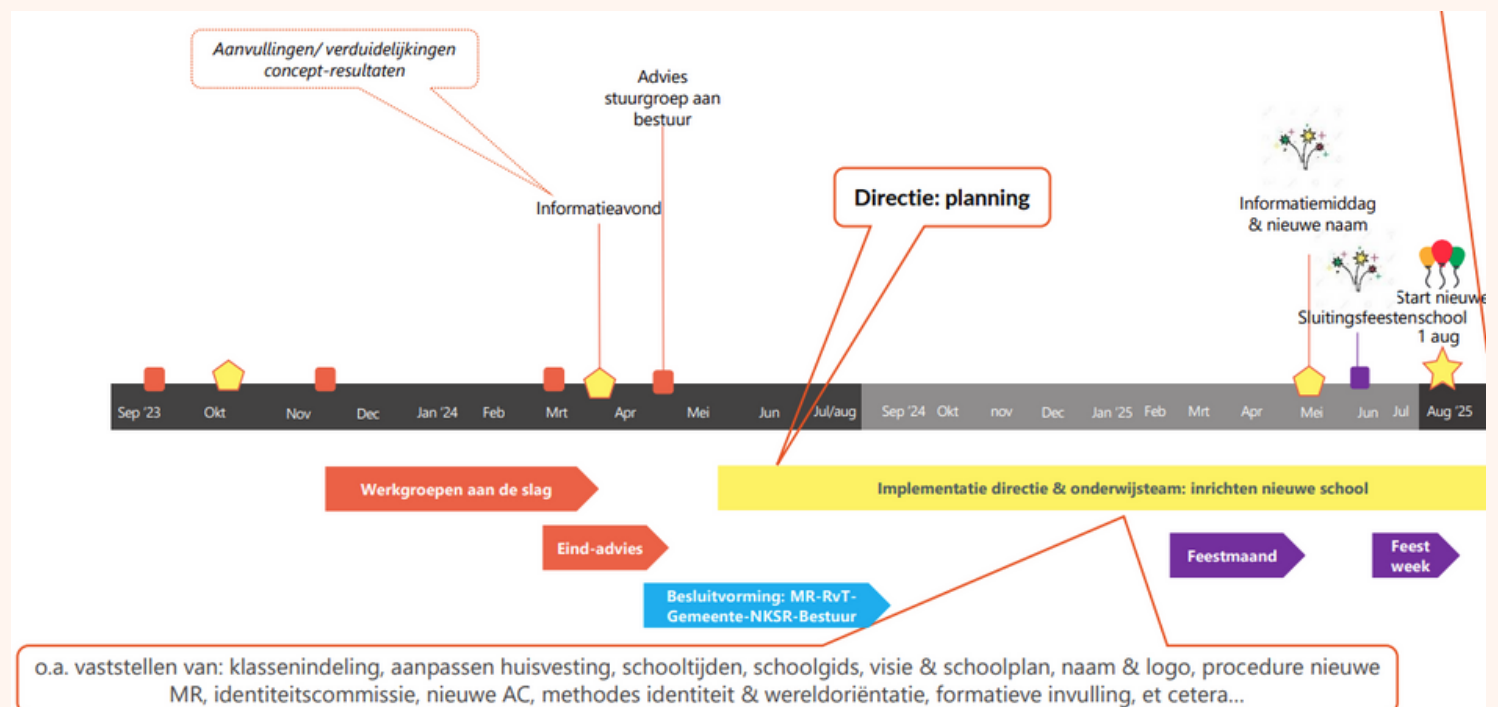 Aanvullingen/ verduidelijkingen
concept-resultaten
Advies
stuurgroep aan
bestuur
Informatieavond
Directie: planning
Informatiemiddag
& nieuwe naam
Sluitingsfeesten
Start nieuwe
school
1 aug
Sep '23 Okt Nov Dec Jan '24 Feb Mrt Apr Mei Jun Jul/aug Sep '24 Okt nov Dec Jan '25 Feb Mrt Apr Mei Jun Jul Aug '25
Werkgroepen aan de slag
Implementatie directie & onderwijsteam: inrichten nieuwe school
Eind-advies
Feestmaand
Feest
week
Besluitvorming: MR-RvT-
Gemeente-NKSR-Bestuur
o.a. vaststellen van: klassenindeling, aanpassen huisvesting, schooltijden, schoolgids, visie & schoolplan, naam & logo, procedure nieuwe
MR, identiteitscommissie, nieuwe AC, methodes identiteit & wereldoriëntatie, formatieve invulling, et cetera...